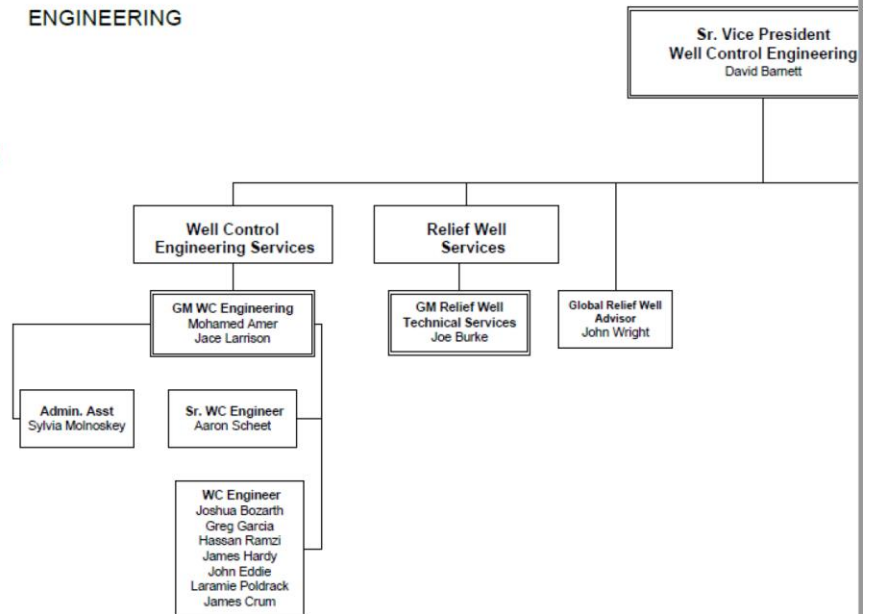 ENGINEERING
Sr. Vice President
Well Control Engineering
David Barnett
Well Control
Engineering Services
Relief Well
Services
GM WC Engineering
Mohamed Amer
Jace Larrison
GM Relief Well
Technical Services
Joe Burke
Global Relief Well
Advisor
John Wright
Admin. Asst
Sylvia Molnoskey
Sr. WC Engineer
Aaron Scheet
WC Engineer
Joshua Bozarth
Greg Garcia
Hassan Ramzi
James Hardy
John Eddie
Laramie Poldrack
James Crum